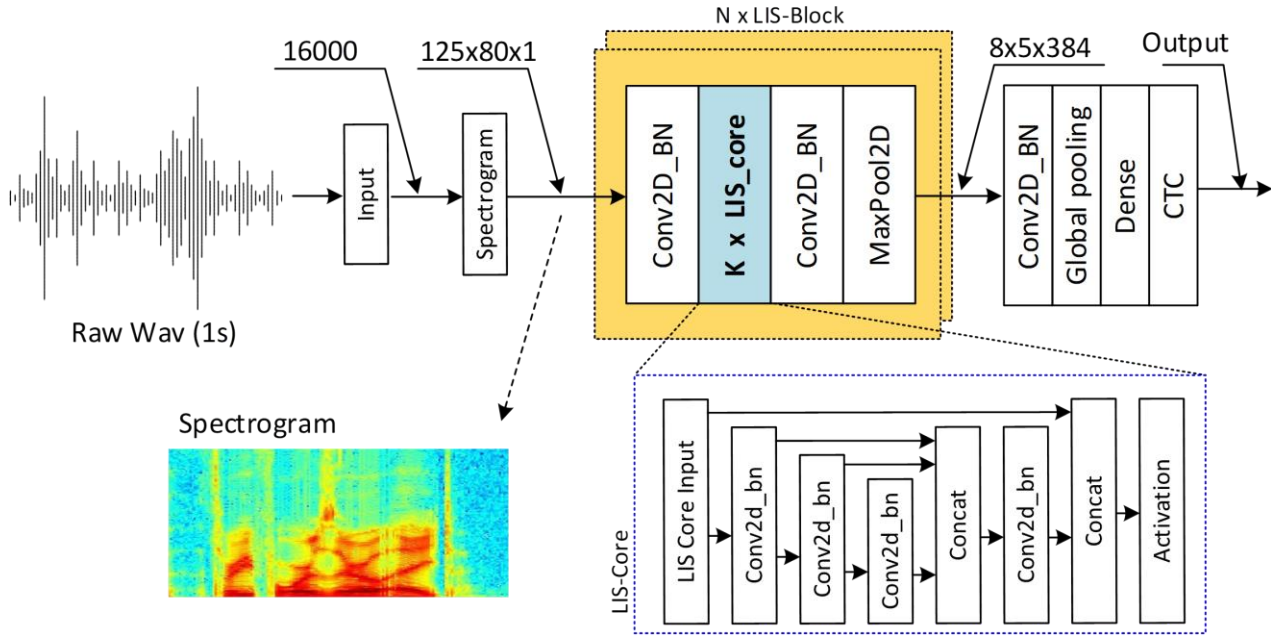 N x LIS-Block
16000
125x80x1
8x5x384
Output
Input
Spectrogram
Conv2D_BN
K x LIS_core
Conv2D_BN
MaxPool2D
Conv2D_BN
Global pooling
Dense
CTC
Raw Wav (1s)
Spectrogram
LIS-Core
LIS Core Input
Conv2d_bn
Conv2d_bn
Conv2d_bn
Concat
Conv2d_bn
Concat
Activation